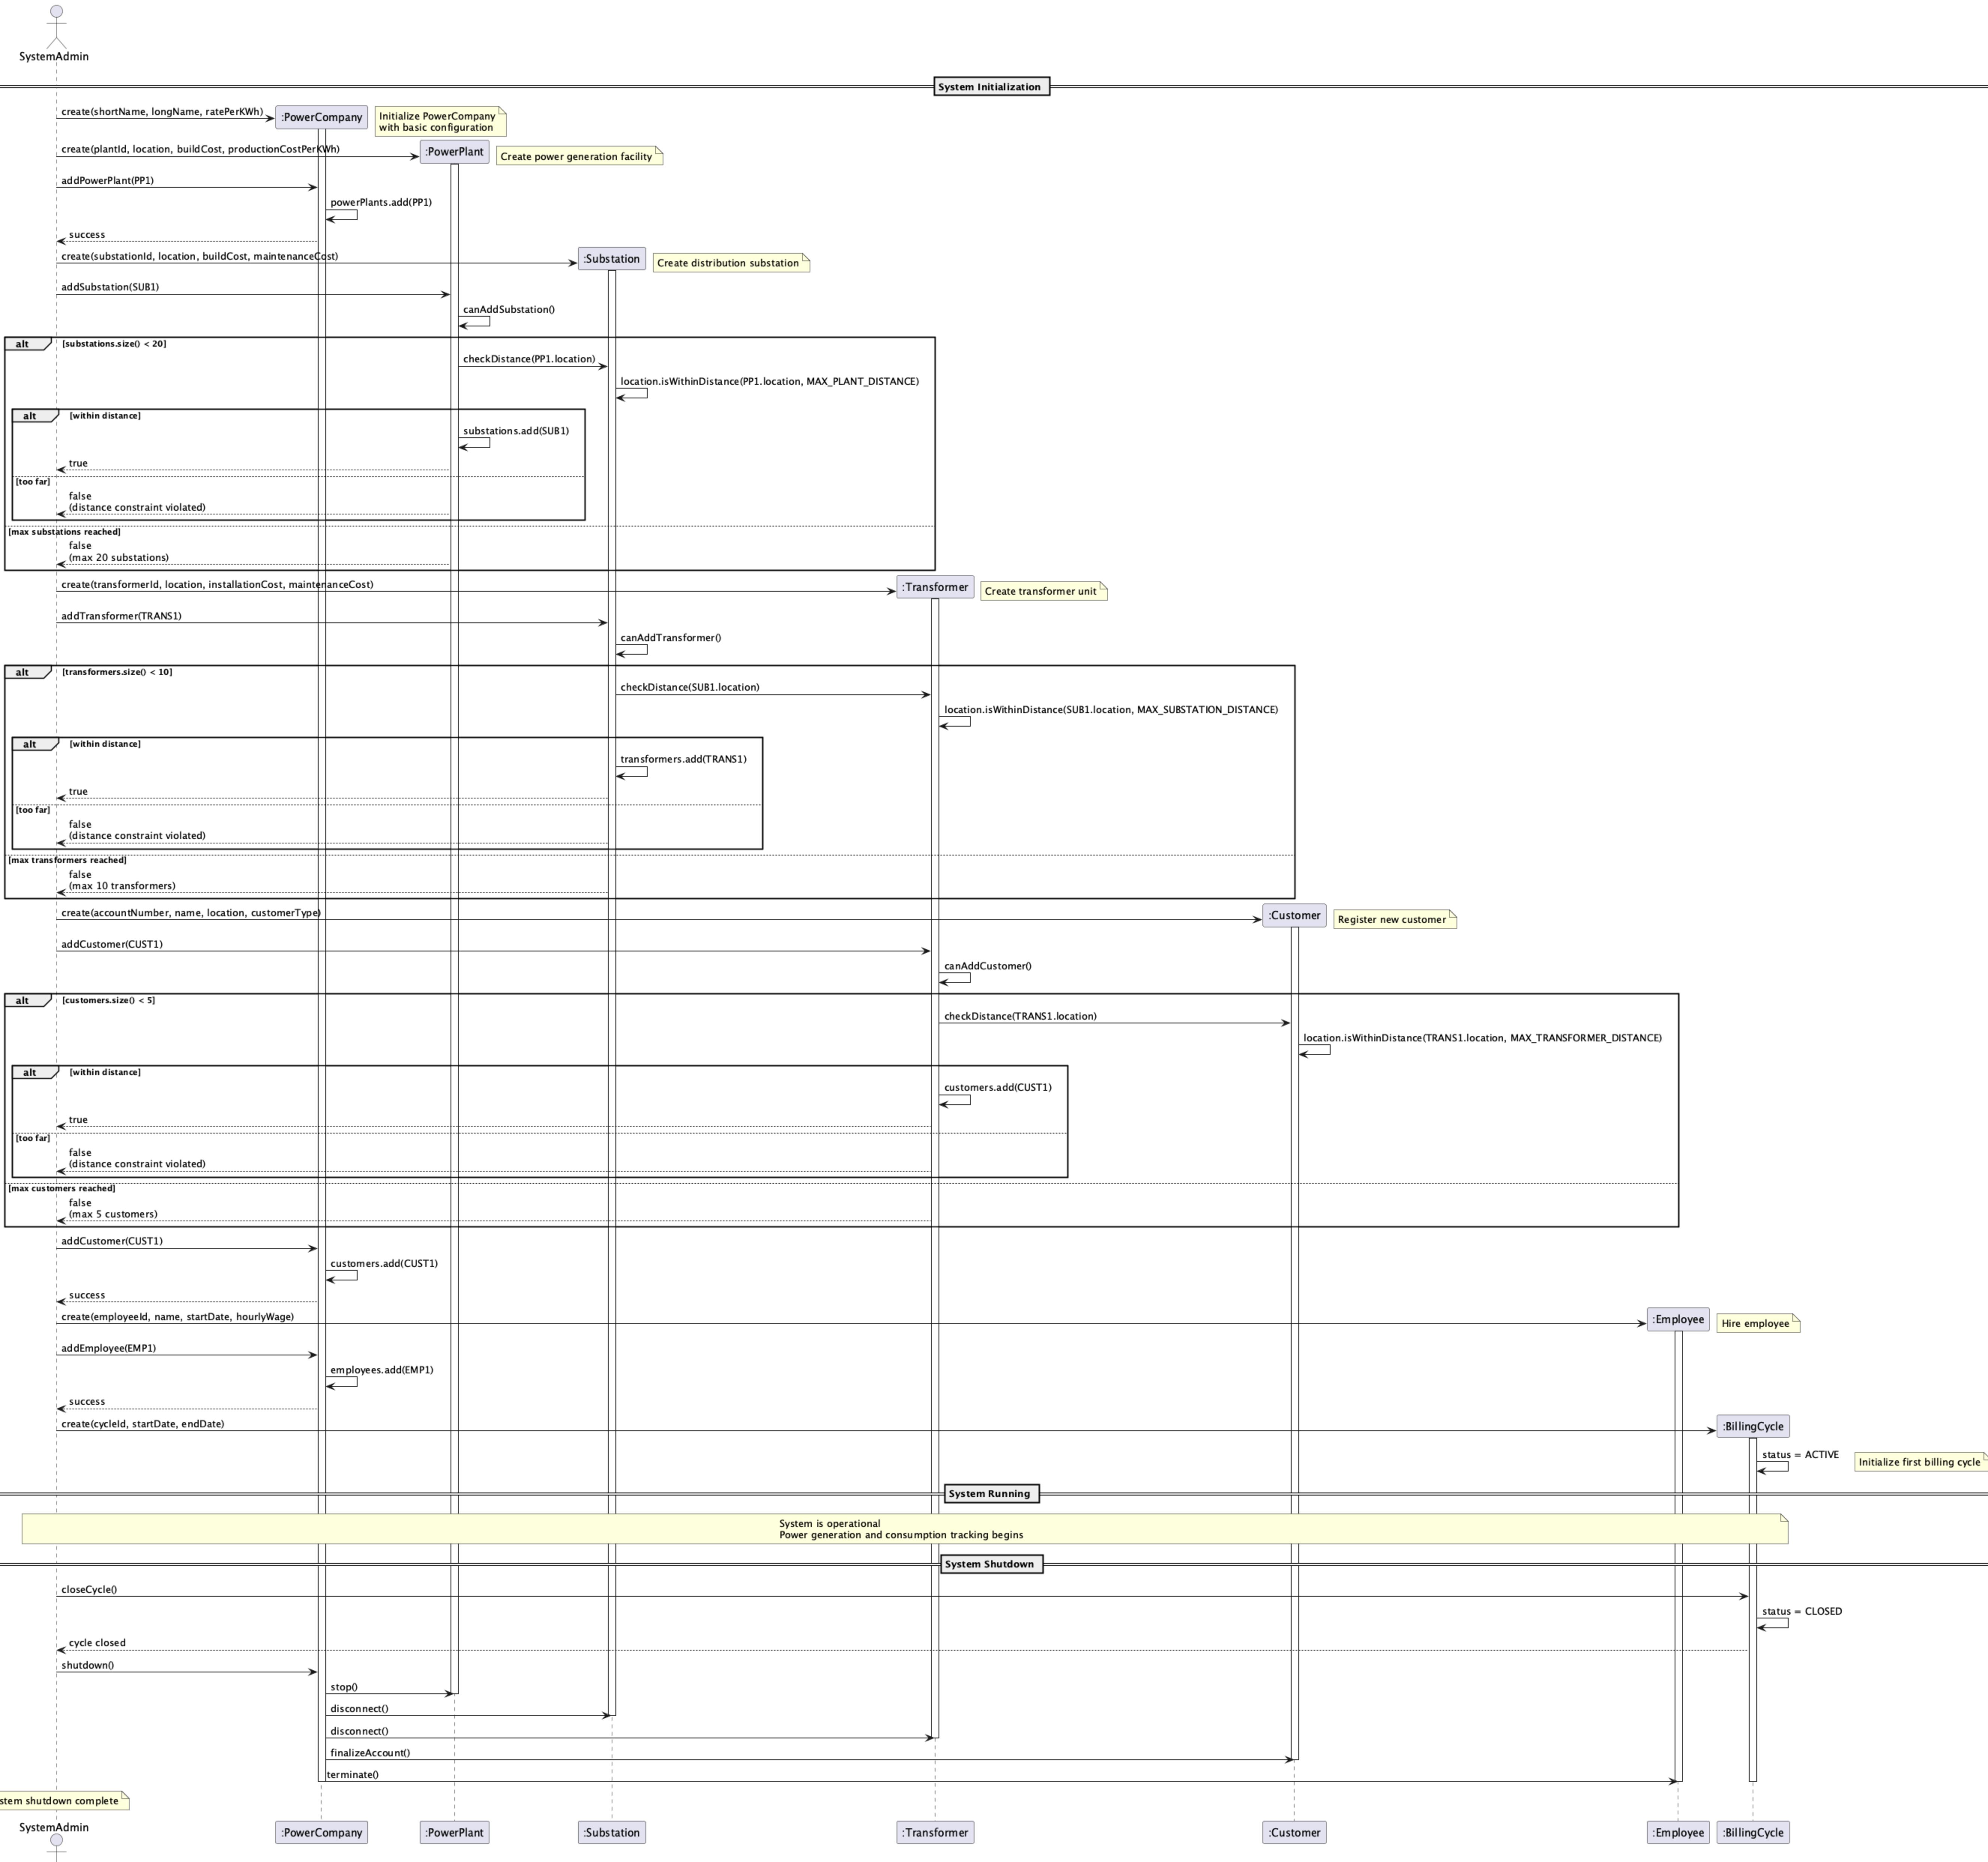 SystemAdmin
System Initialization
create(shortName, longName, ratePerKWh)
:PowerCompany
Initialize PowerCompany
with basic configuration
create(plantId, location, buildCost, productionCostPerKWh)
:PowerPlant
Create power generation facility
addPowerPlant(PP1)
powerPlants.add(PP1)
success
create(substationId, location, buildCost, maintenanceCost)
:Substation
Create distribution substation
addSubstation(SUB1)
canAddSubstation()
alt
[substations.size() < 20]
checkDistance(PP1.location)
location.isWithinDistance(PP1.location, MAX_PLANT_DISTANCE)
alt
[within distance]
substations.add(SUB1)
true
[too far]
false
(distance constraint violated)
[max substations reached]
false
(max 20 substations)
create(transformerId, location, installationCost, maintenanceCost)
:Transformer
Create transformer unit
addTransformer(TRANS1)
canAddTransformer()
alt
[transformers.size() < 10]
checkDistance(SUB1.location)
location.isWithinDistance(SUB1.location, MAX_SUBSTATION_DISTANCE)
alt
[within distance]
transformers.add(TRANS1)
true
[too far]
false
(distance constraint violated)
[max transformers reached]
false
(max 10 transformers)
create(accountNumber, name, location, customerType)
:Customer
Register new customer
addCustomer(CUST1)
canAddCustomer()
alt
[customers.size() < 5]
checkDistance(TRANS1.location)
location.isWithinDistance(TRANS1.location, MAX_TRANSFORMER_DISTANCE)
alt
[within distance]
customers.add(CUST1)
true
[too far]
false
(distance constraint violated)
[max customers reached]
false
(max 5 customers)
addCustomer(CUST1)
customers.add(CUST1)
success
create(employeeId, name, startDate, hourlyWage)
:Employee
Hire employee
addEmployee(EMP1)
employees.add(EMP1)
success
create(cycleId, startDate, endDate)
:BillingCycle
status = ACTIVE
Initialize first billing cycle
System Running
System is operational
Power generation and consumption tracking begins
System Shutdown
closeCycle()
status = CLOSED
cycle closed
shutdown()
stop()
disconnect()
disconnect()
finalizeAccount()
terminate()
stem shutdown complete
SystemAdmin
:PowerCompany
:PowerPlant
:Substation
:Transformer
:Customer
:Employee
:BillingCycle